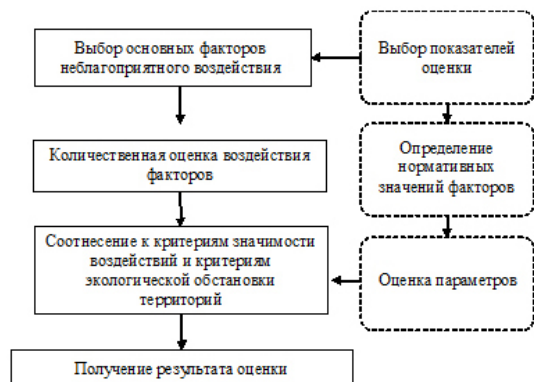 Выбор основных факторов
неблагоприятного воздействия
Выбор показателей
оценки
Количественная оценка воздействия
факторов
Определение
нормативных
значений факторов
Соотнесение к критериям значимости
воздействий и критериям
экологической обстановки
территорий
Оценка параметров
Получение результата оценки